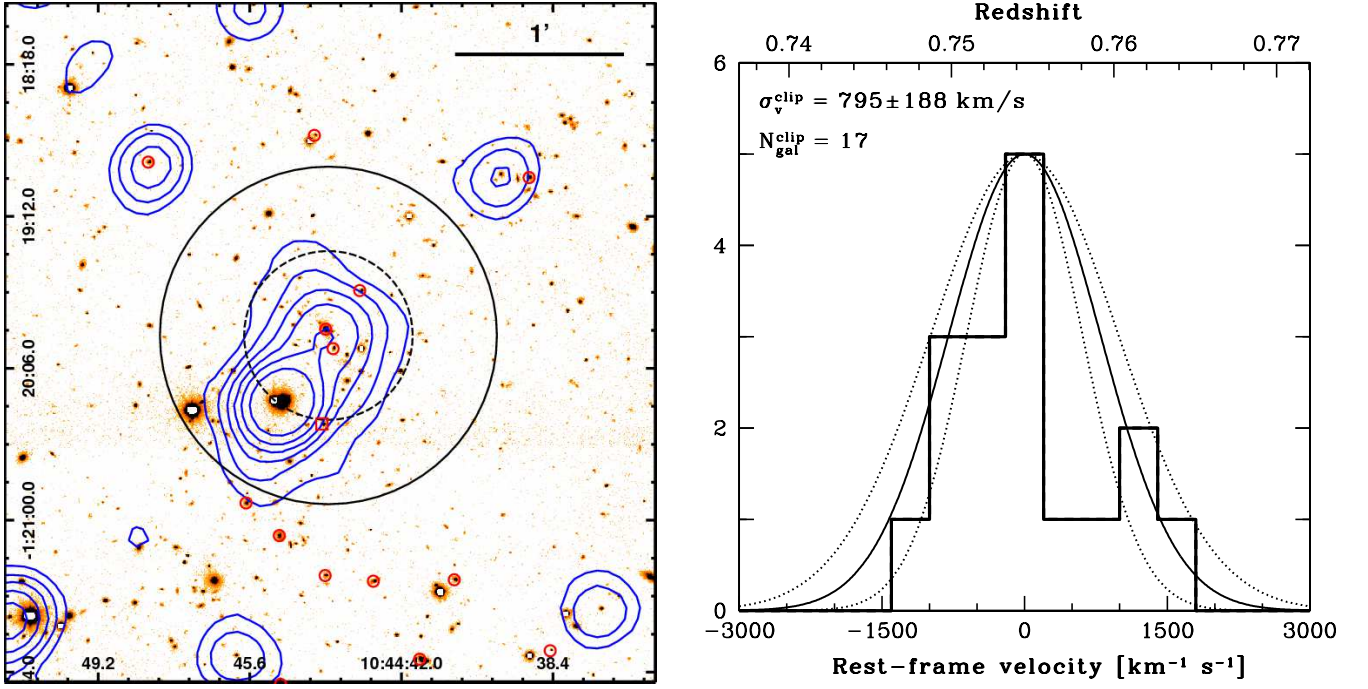 1'
18:18.0
19:12.0
20:06.0
-1:21:00.0
4.0
49.2 45.6 10:44:42.0 38.4
Redshift
0.74 0.75 0.76 0.77
6
4
2
0
σ_v^clip = 795±188 km/s
N_gal^clip = 17
−3000 −1500 0 1500 3000
Rest−frame velocity [km⁻¹ s⁻¹]